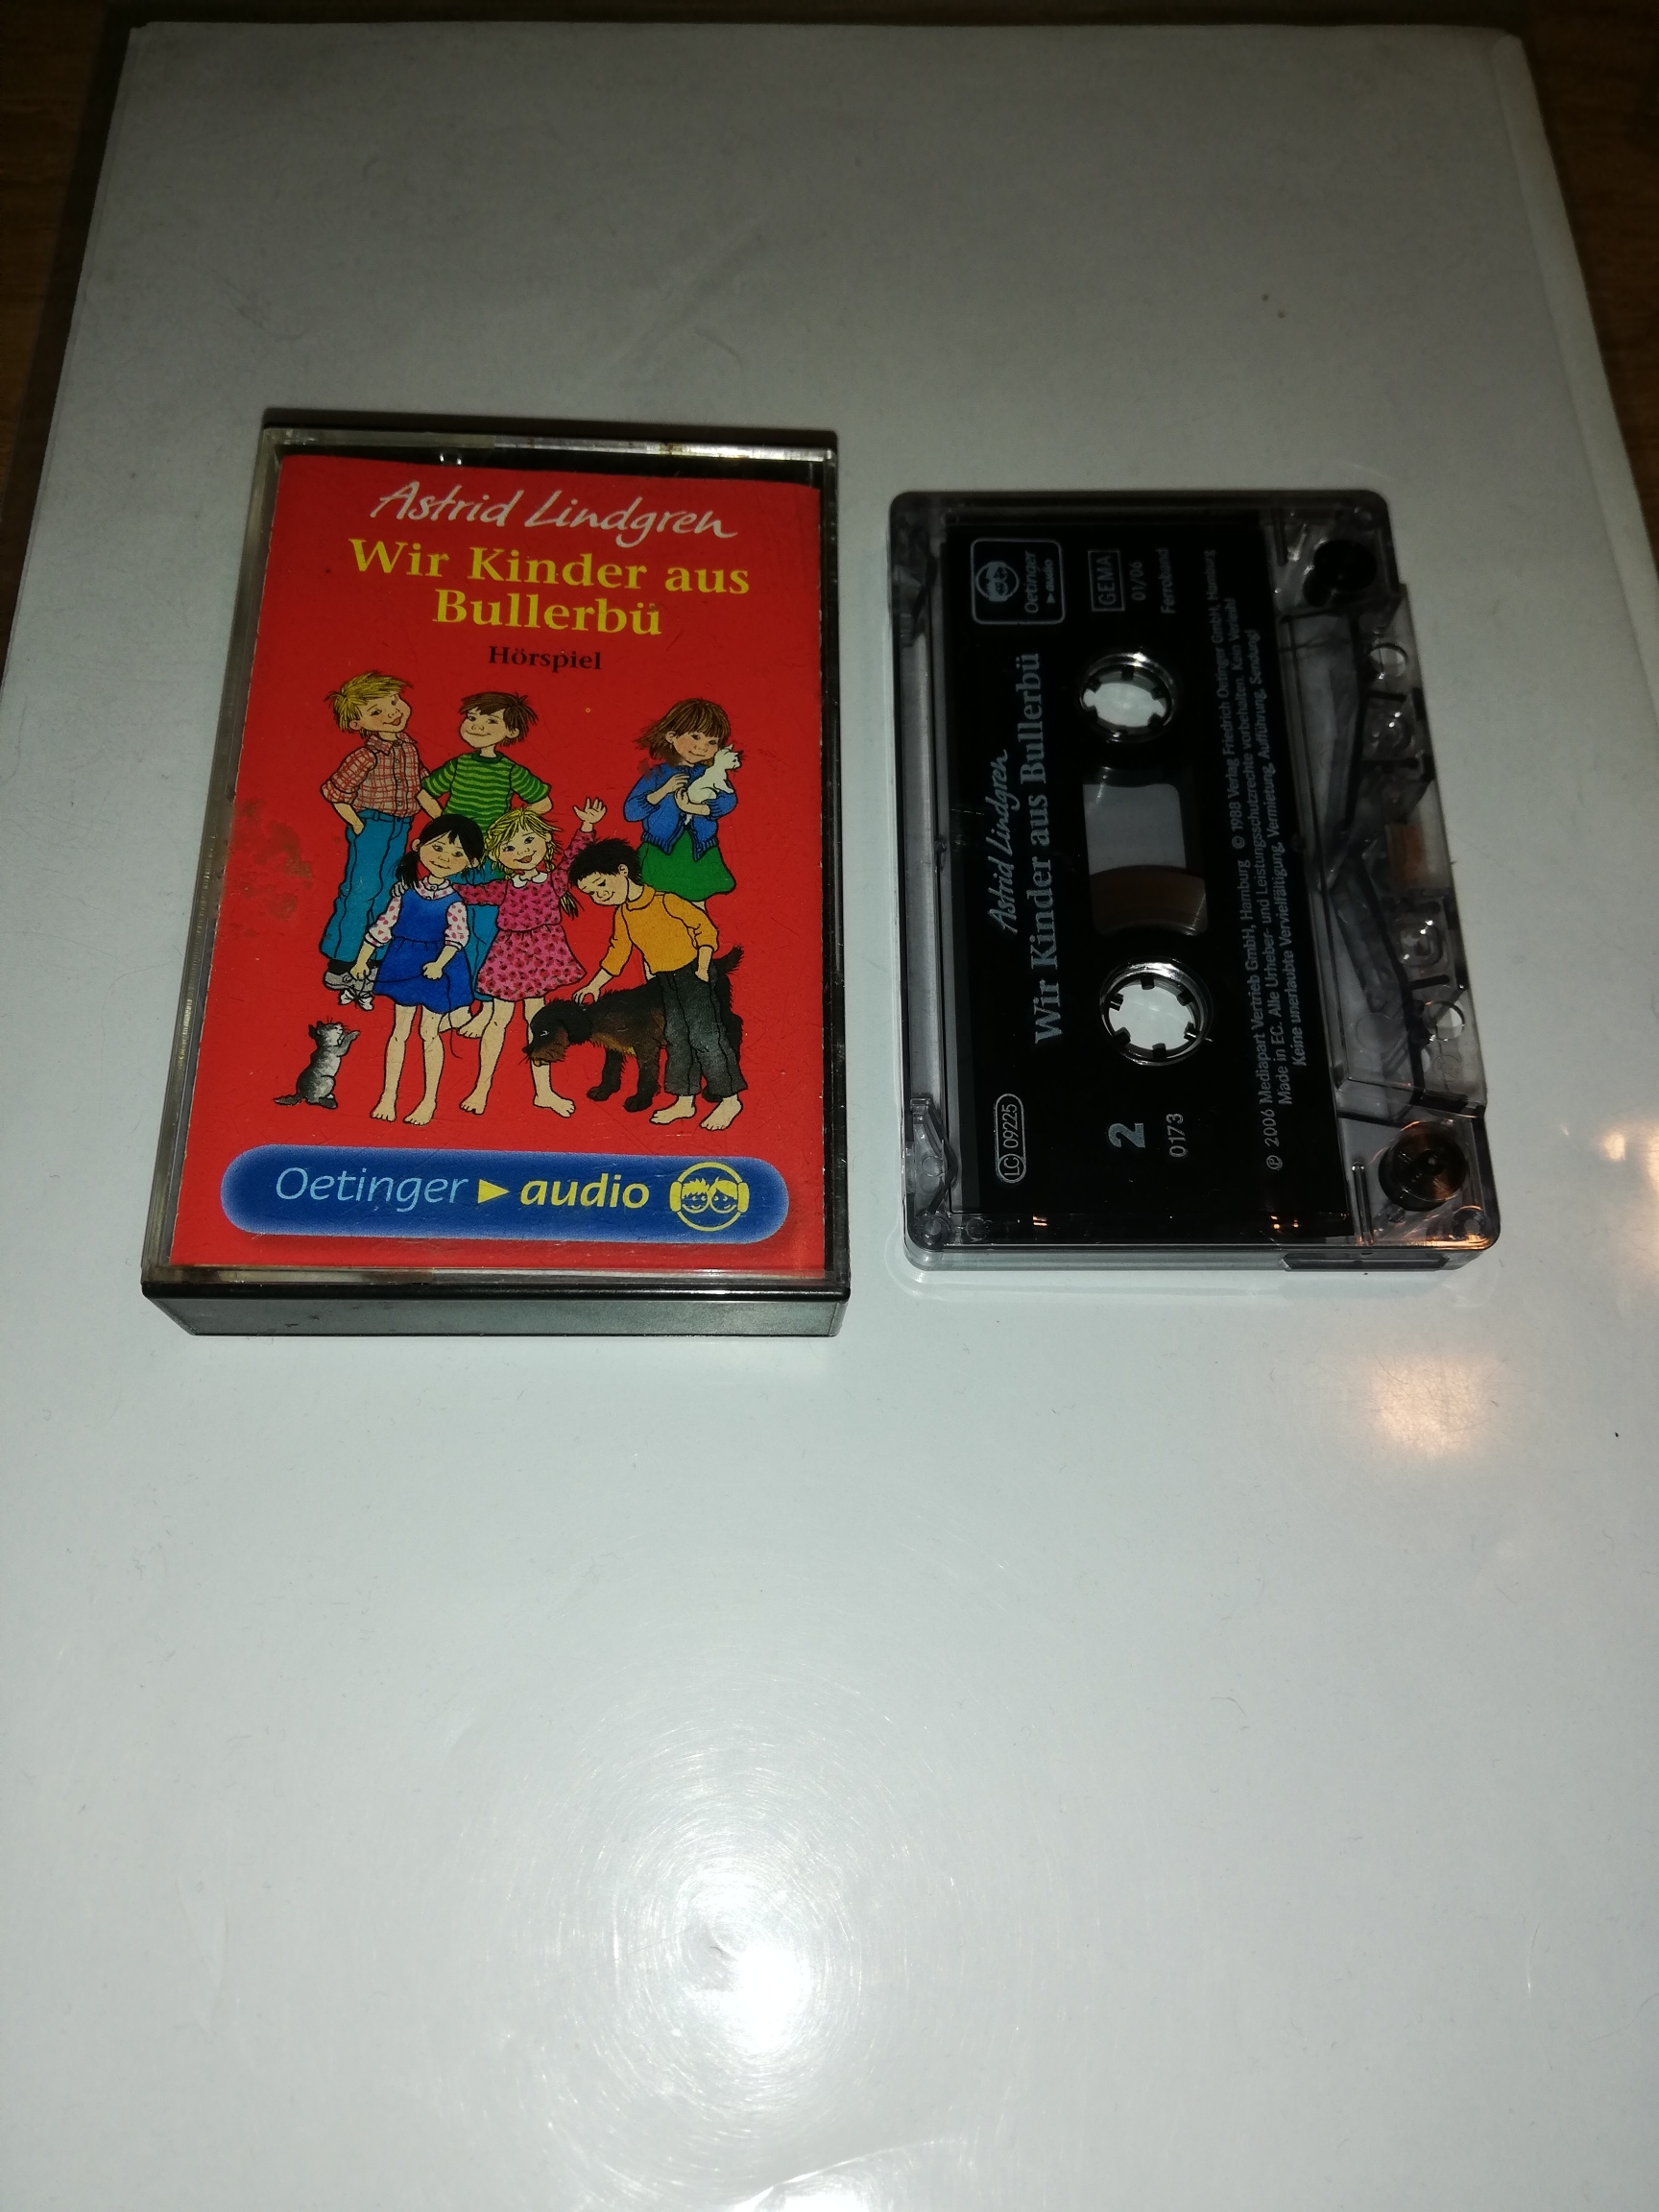 Astrid Lindgren
Wir Kinder aus
Bullerbü
Hörspiel
Oetinger audio
Oetinger
audio
GEMA
01/06
Ferroband
Astrid Lindgren
Wir Kinder aus Bullerbü
LC 09225
2
0173
℗ 2006 Mediapart Vertrieb GmbH, Hamburg © 1988 Verlag Friedrich Oetinger GmbH, Hamburg
Made in EC. Alle Urheber- und Leistungsschutzrechte vorbehalten. Kein Verleih!
Keine unerlaubte Vervielfältigung, Vermietung, Aufführung, Sendung!